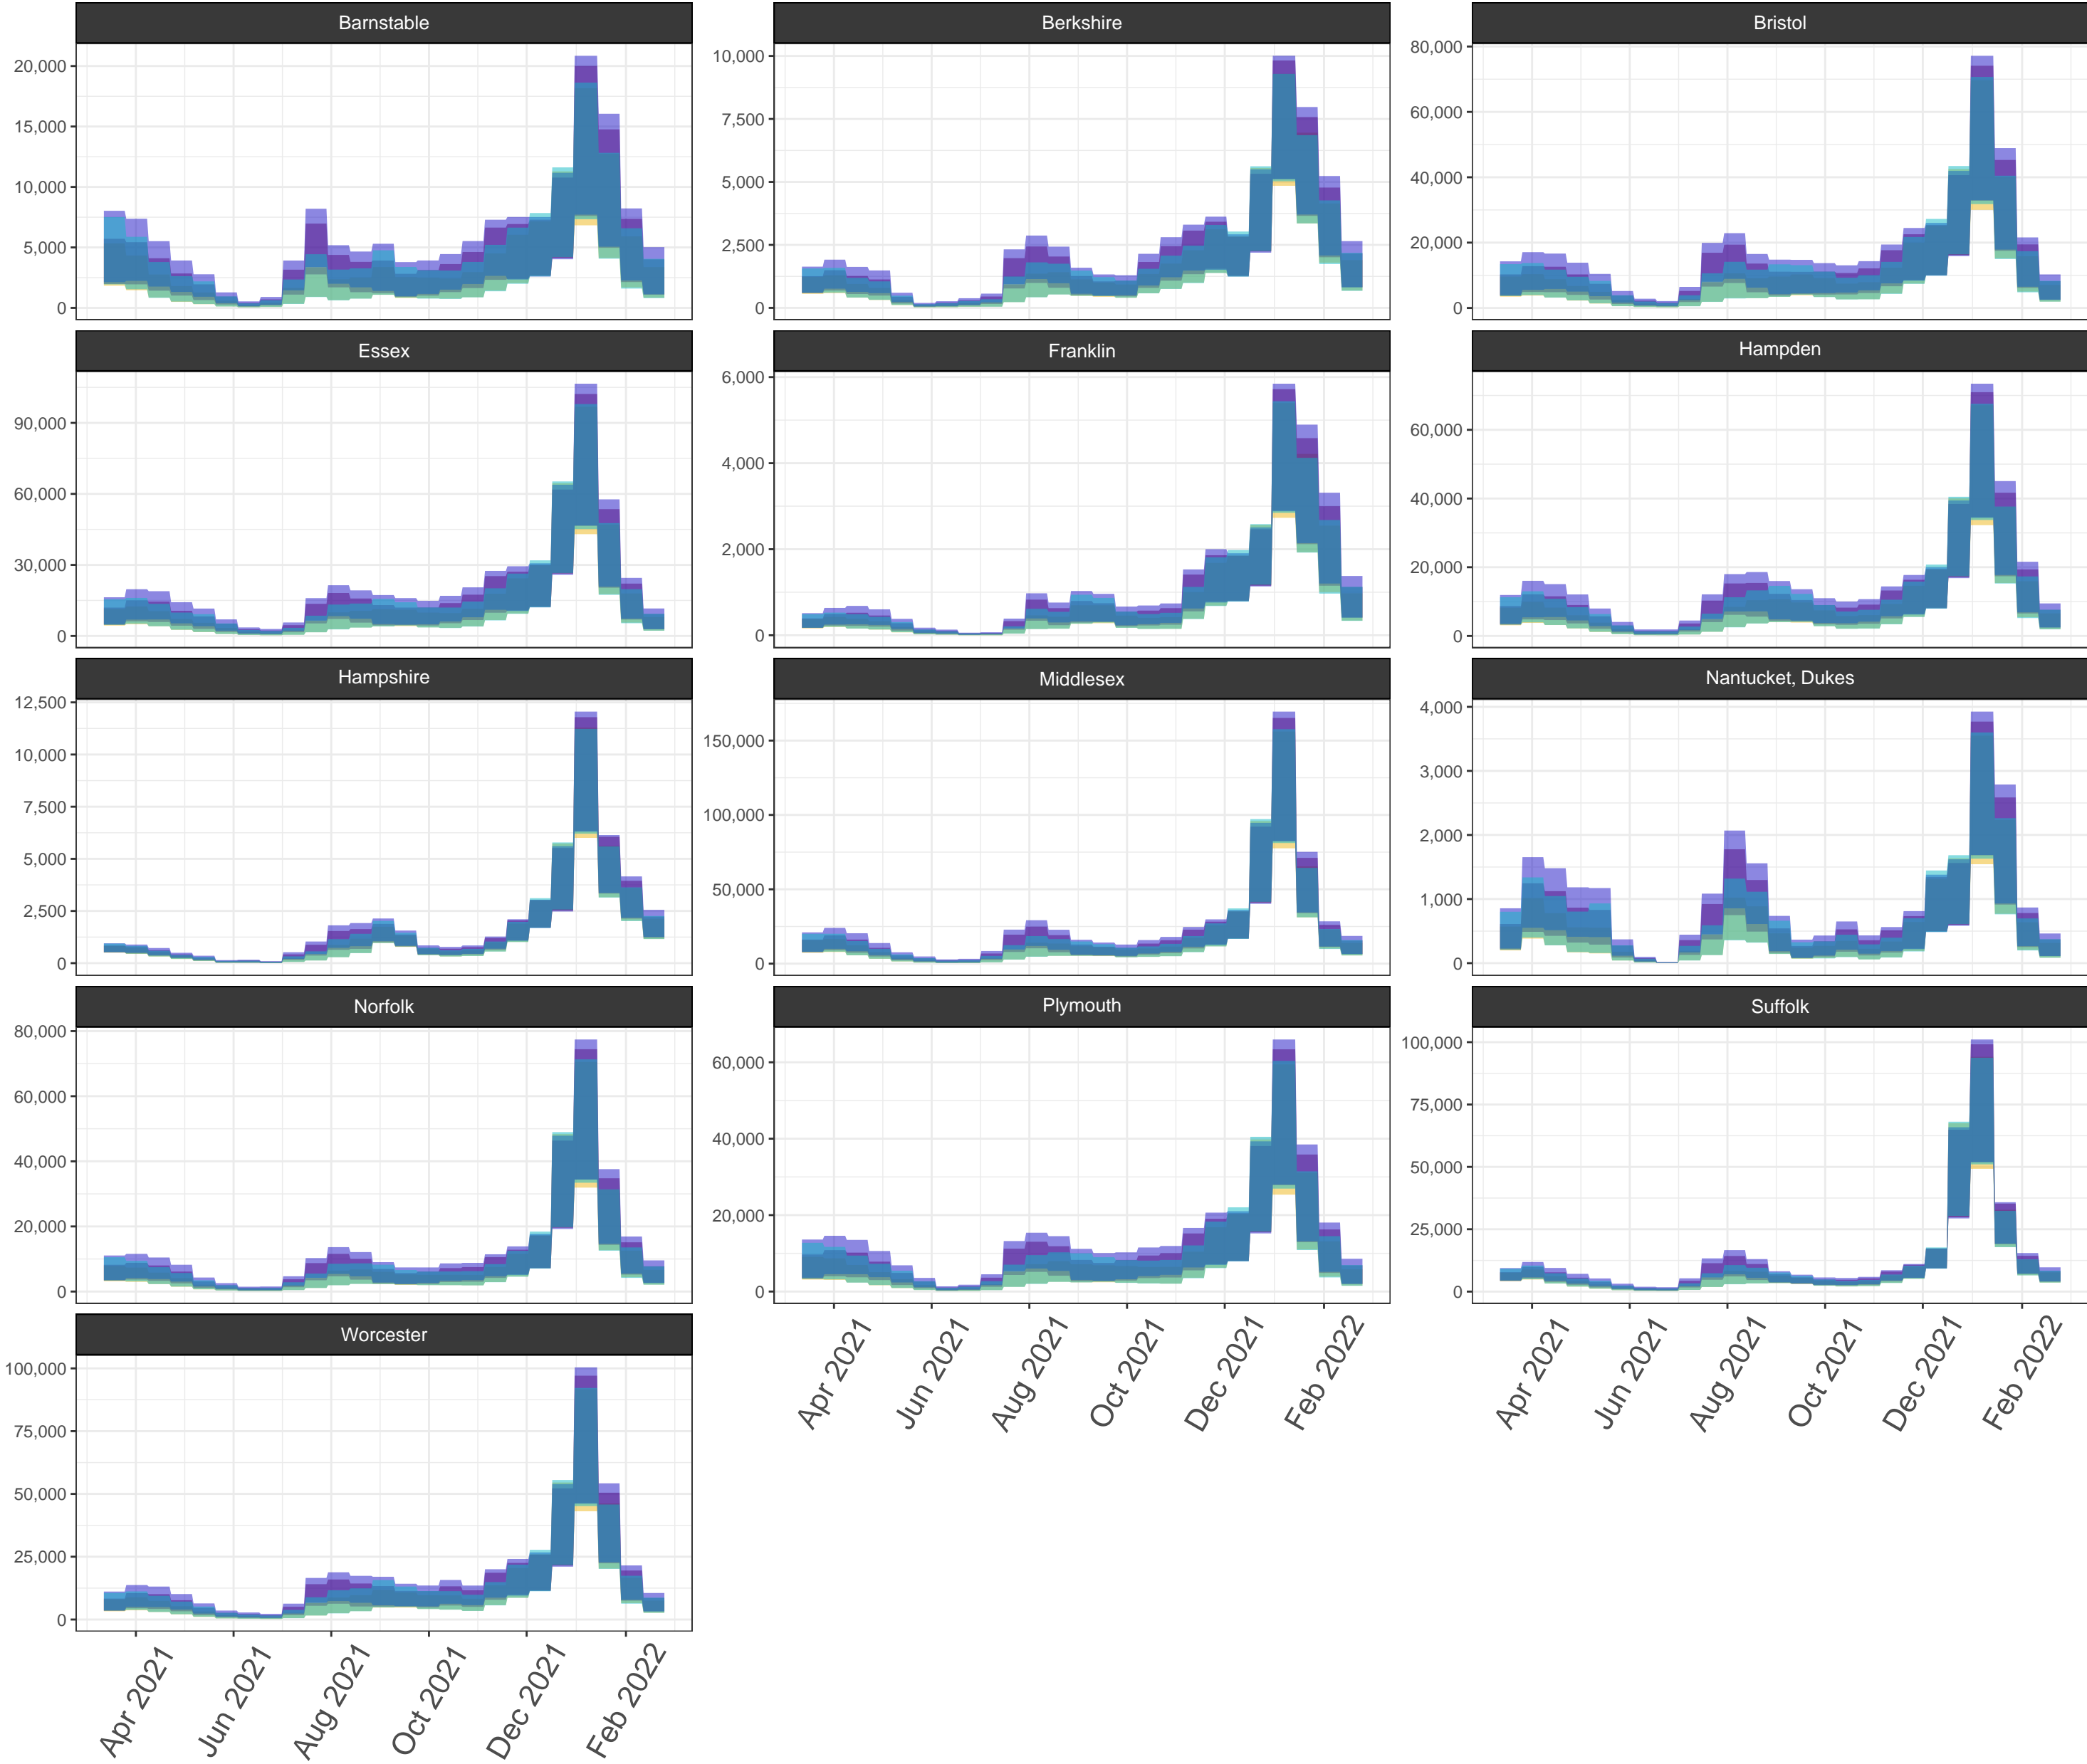 Barnstable
20,000
15,000
10,000
5,000
0
Berkshire
10,000
7,500
5,000
2,500
0
Bristol
80,000
60,000
40,000
20,000
0
Essex
90,000
60,000
30,000
0
Franklin
6,000
4,000
2,000
0
Hampden
60,000
40,000
20,000
0
Hampshire
12,500
10,000
7,500
5,000
2,500
0
Middlesex
150,000
100,000
50,000
0
Nantucket, Dukes
4,000
3,000
2,000
1,000
0
Norfolk
80,000
60,000
40,000
20,000
0
Plymouth
60,000
40,000
20,000
0
Apr 2021
Jun 2021
Aug 2021
Oct 2021
Dec 2021
Feb 2022
Suffolk
100,000
75,000
50,000
25,000
0
Apr 2021
Jun 2021
Aug 2021
Oct 2021
Dec 2021
Feb 2022
Worcester
100,000
75,000
50,000
25,000
0
Apr 2021
Jun 2021
Aug 2021
Oct 2021
Dec 2021
Feb 2022